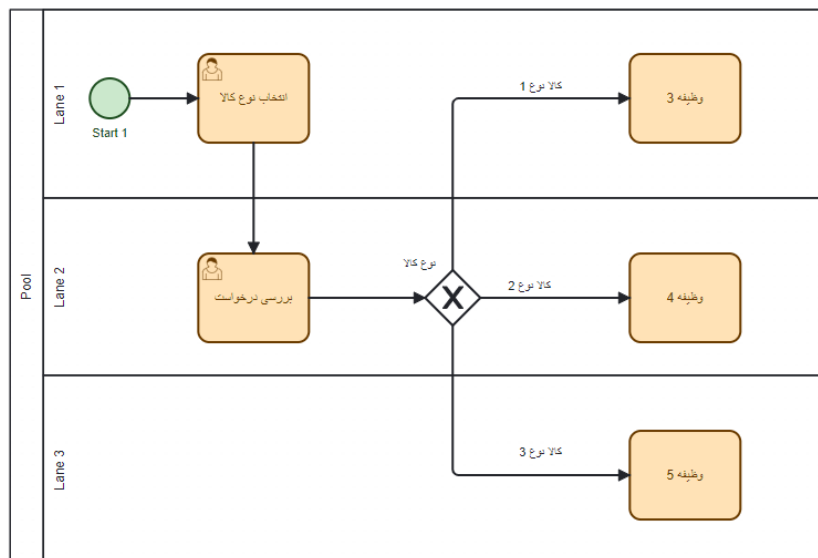 Pool
Lane 1
Start 1
انتخاب نوع کالا
کالا نوع 1
وظیفه 3
Lane 2
بررسی درخواست
نوع کالا
کالا نوع 2
وظیفه 4
Lane 3
کالا نوع 3
وظیفه 5